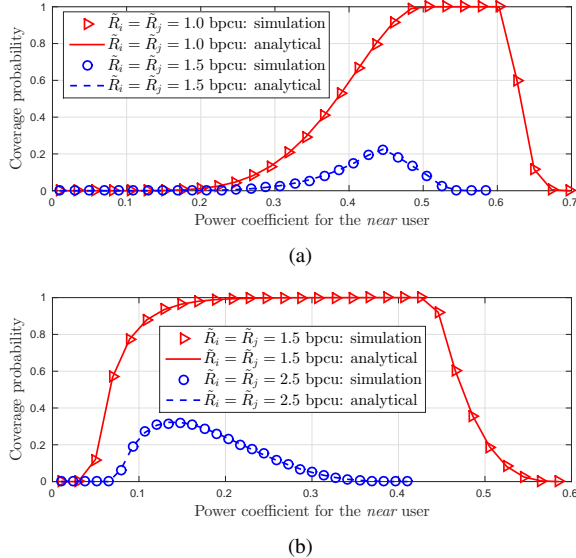 1
0.8
0.6
0.4
0.2
0
Coverage probability
R̃ᵢ = R̃ⱼ = 1.0 bpcu: simulation
R̃ᵢ = R̃ⱼ = 1.0 bpcu: analytical
R̃ᵢ = R̃ⱼ = 1.5 bpcu: simulation
R̃ᵢ = R̃ⱼ = 1.5 bpcu: analytical
0 0.1 0.2 0.3 0.4 0.5 0.6 0.7
Power coefficient for the near user
(a)
1
0.8
0.6
0.4
0.2
0
Coverage probability
R̃ᵢ = R̃ⱼ = 1.5 bpcu: simulation
R̃ᵢ = R̃ⱼ = 1.5 bpcu: analytical
R̃ᵢ = R̃ⱼ = 2.5 bpcu: simulation
R̃ᵢ = R̃ⱼ = 2.5 bpcu: analytical
0 0.1 0.2 0.3 0.4 0.5 0.6
Power coefficient for the near user
(b)